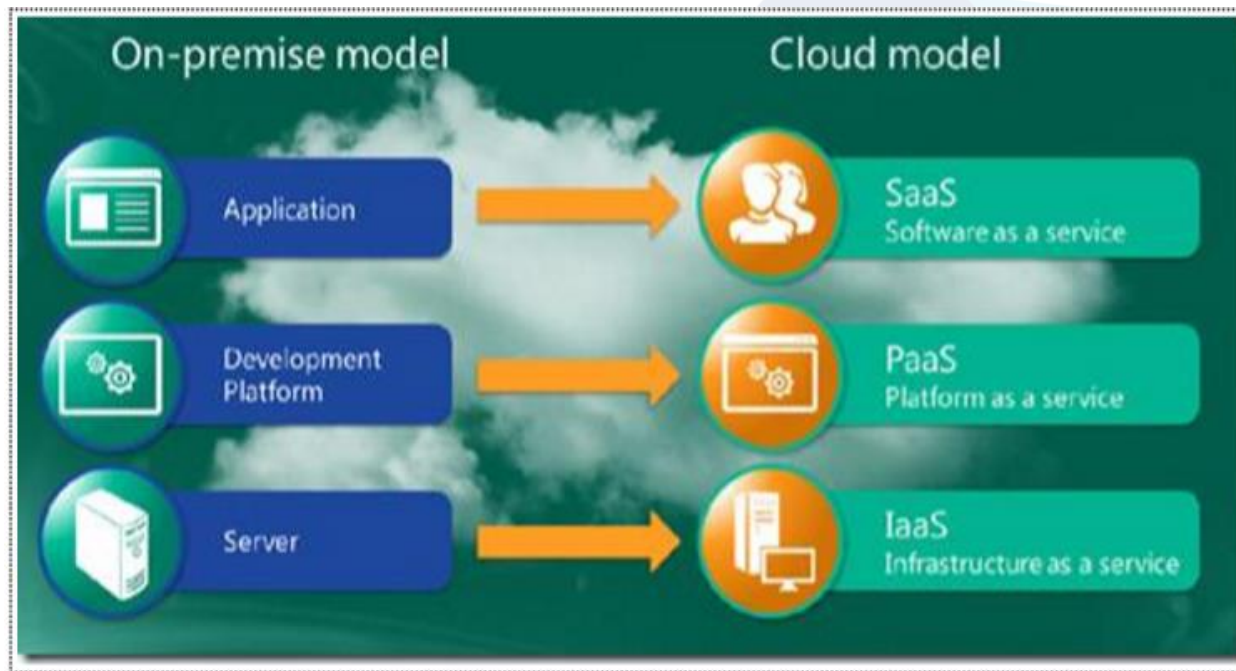 On-premise model
Cloud model
Application
SaaS
Software as a service
Development
Platform
PaaS
Platform as a service
Server
IaaS
Infrastructure as a service